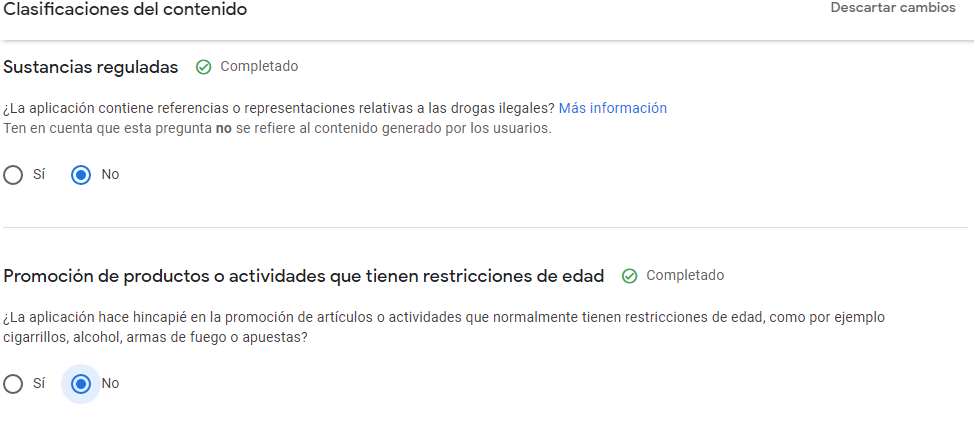 Clasificaciones del contenido
Descartar cambios
Sustancias reguladas Completado
¿La aplicación contiene referencias o representaciones relativas a las drogas ilegales? Más información
Ten en cuenta que esta pregunta no se refiere al contenido generado por los usuarios.
Sí No
Promoción de productos o actividades que tienen restricciones de edad Completado
¿La aplicación hace hincapié en la promoción de artículos o actividades que normalmente tienen restricciones de edad, como por ejemplo
cigarrillos, alcohol, armas de fuego o apuestas?
Sí No